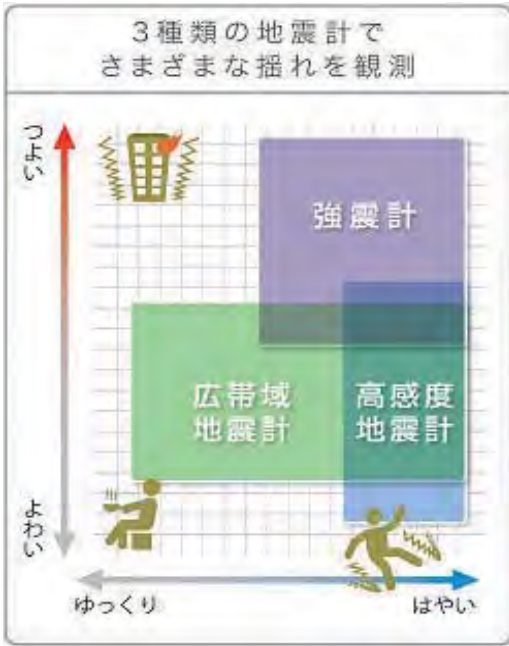 3種類の地震計で
さまざまな揺れを観測
つよい
強震計
広帯域
地震計
高感度
地震計
よわい
ゆっくり
はやい